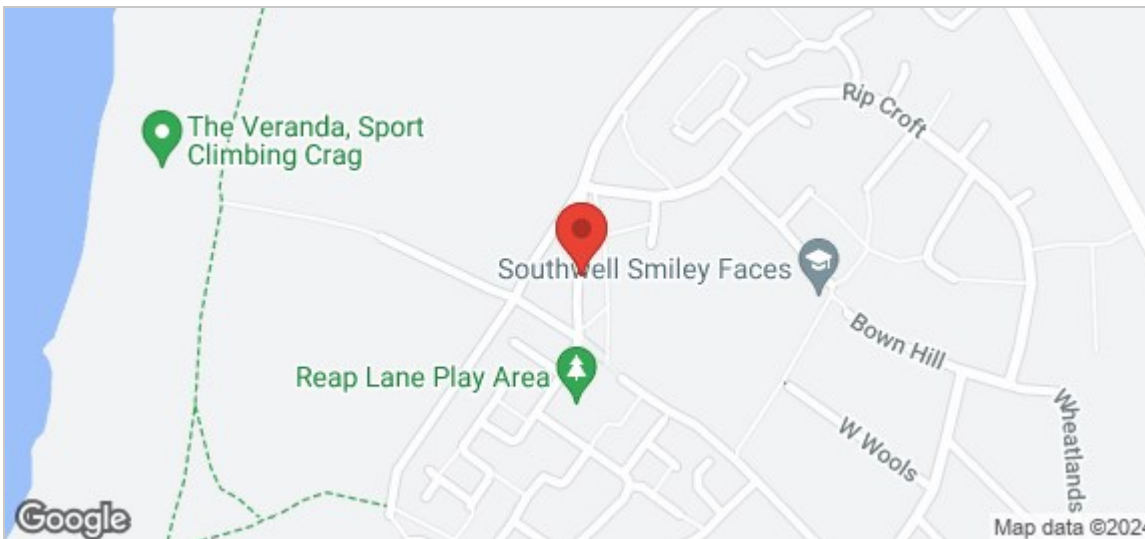 The Veranda, Sport
Climbing Crag
Rip Croft
Southwell Smiley Faces
Bown Hill
Reap Lane Play Area
W Wools
Wheatlands
Google
Map data ©2024